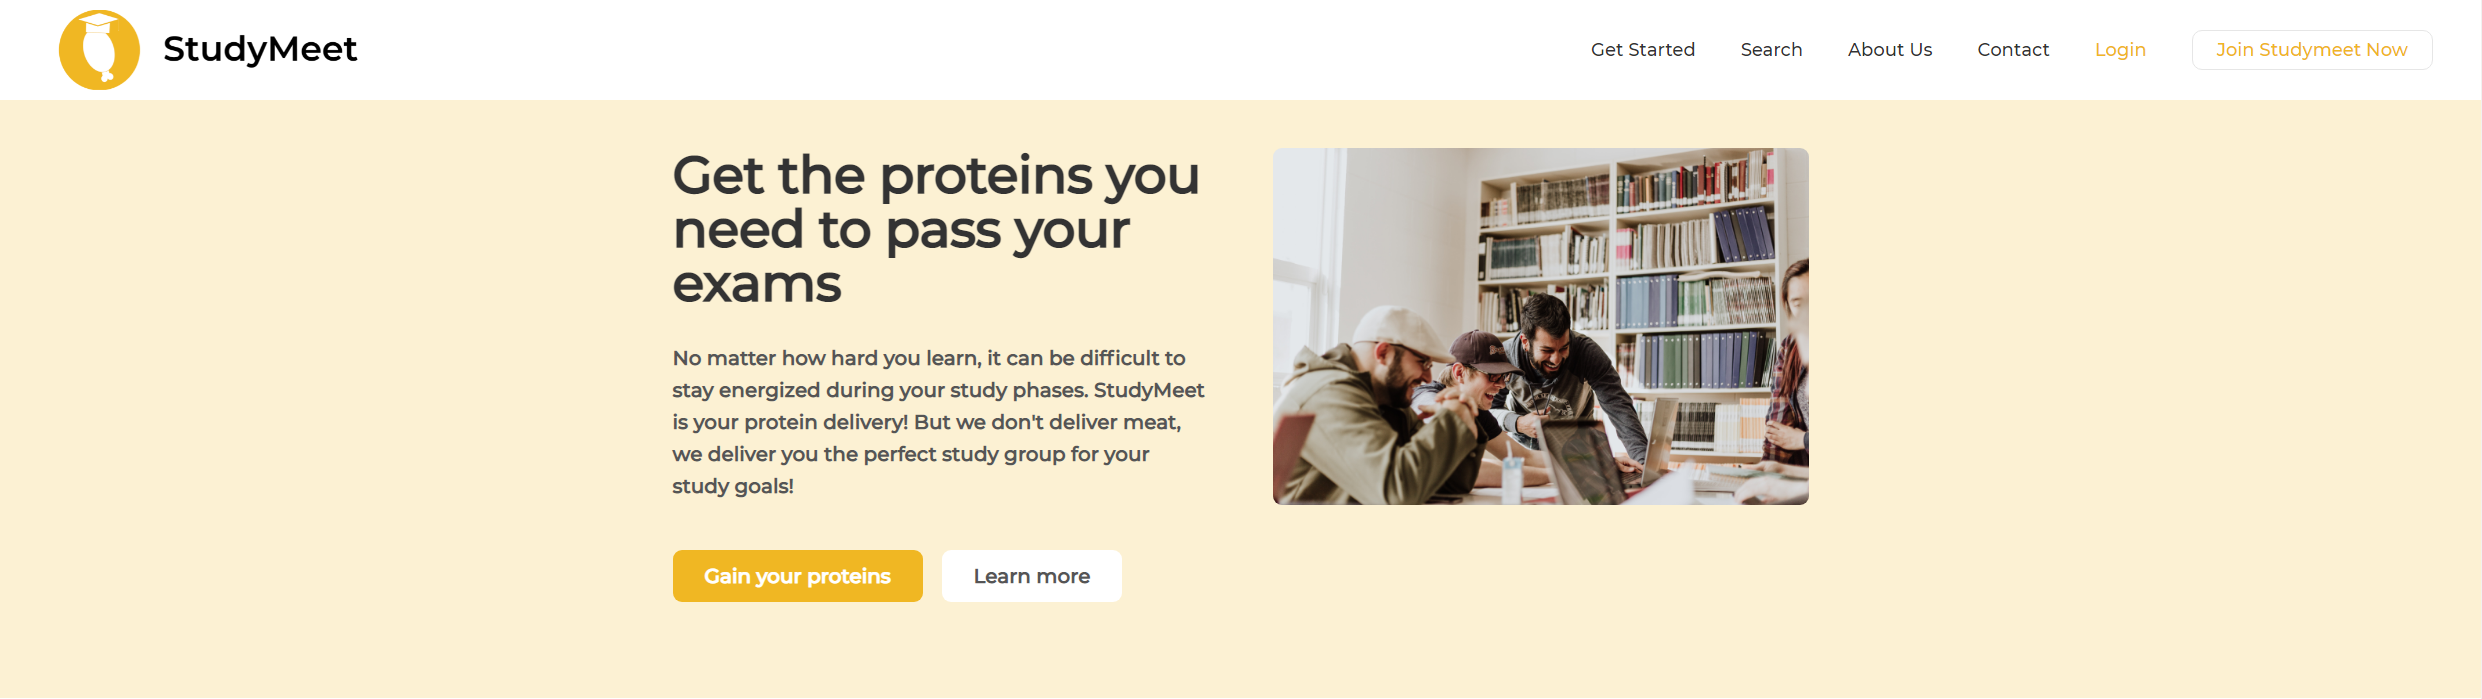 StudyMeet
Get Started
Search
About Us
Contact
Login
Join Studymeet Now
Get the proteins you
need to pass your
exams
No matter how hard you learn, it can be difficult to
stay energized during your study phases. StudyMeet
is your protein delivery! But we don't deliver meat,
we deliver you the perfect study group for your
study goals!
Gain your proteins
Learn more